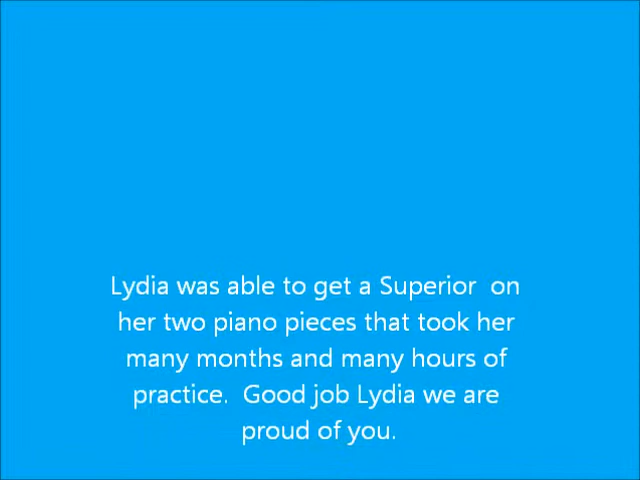 Lydia was able to get a Superior  on
her two piano pieces that took her
many months and many hours of
practice.  Good job Lydia we are
proud of you.